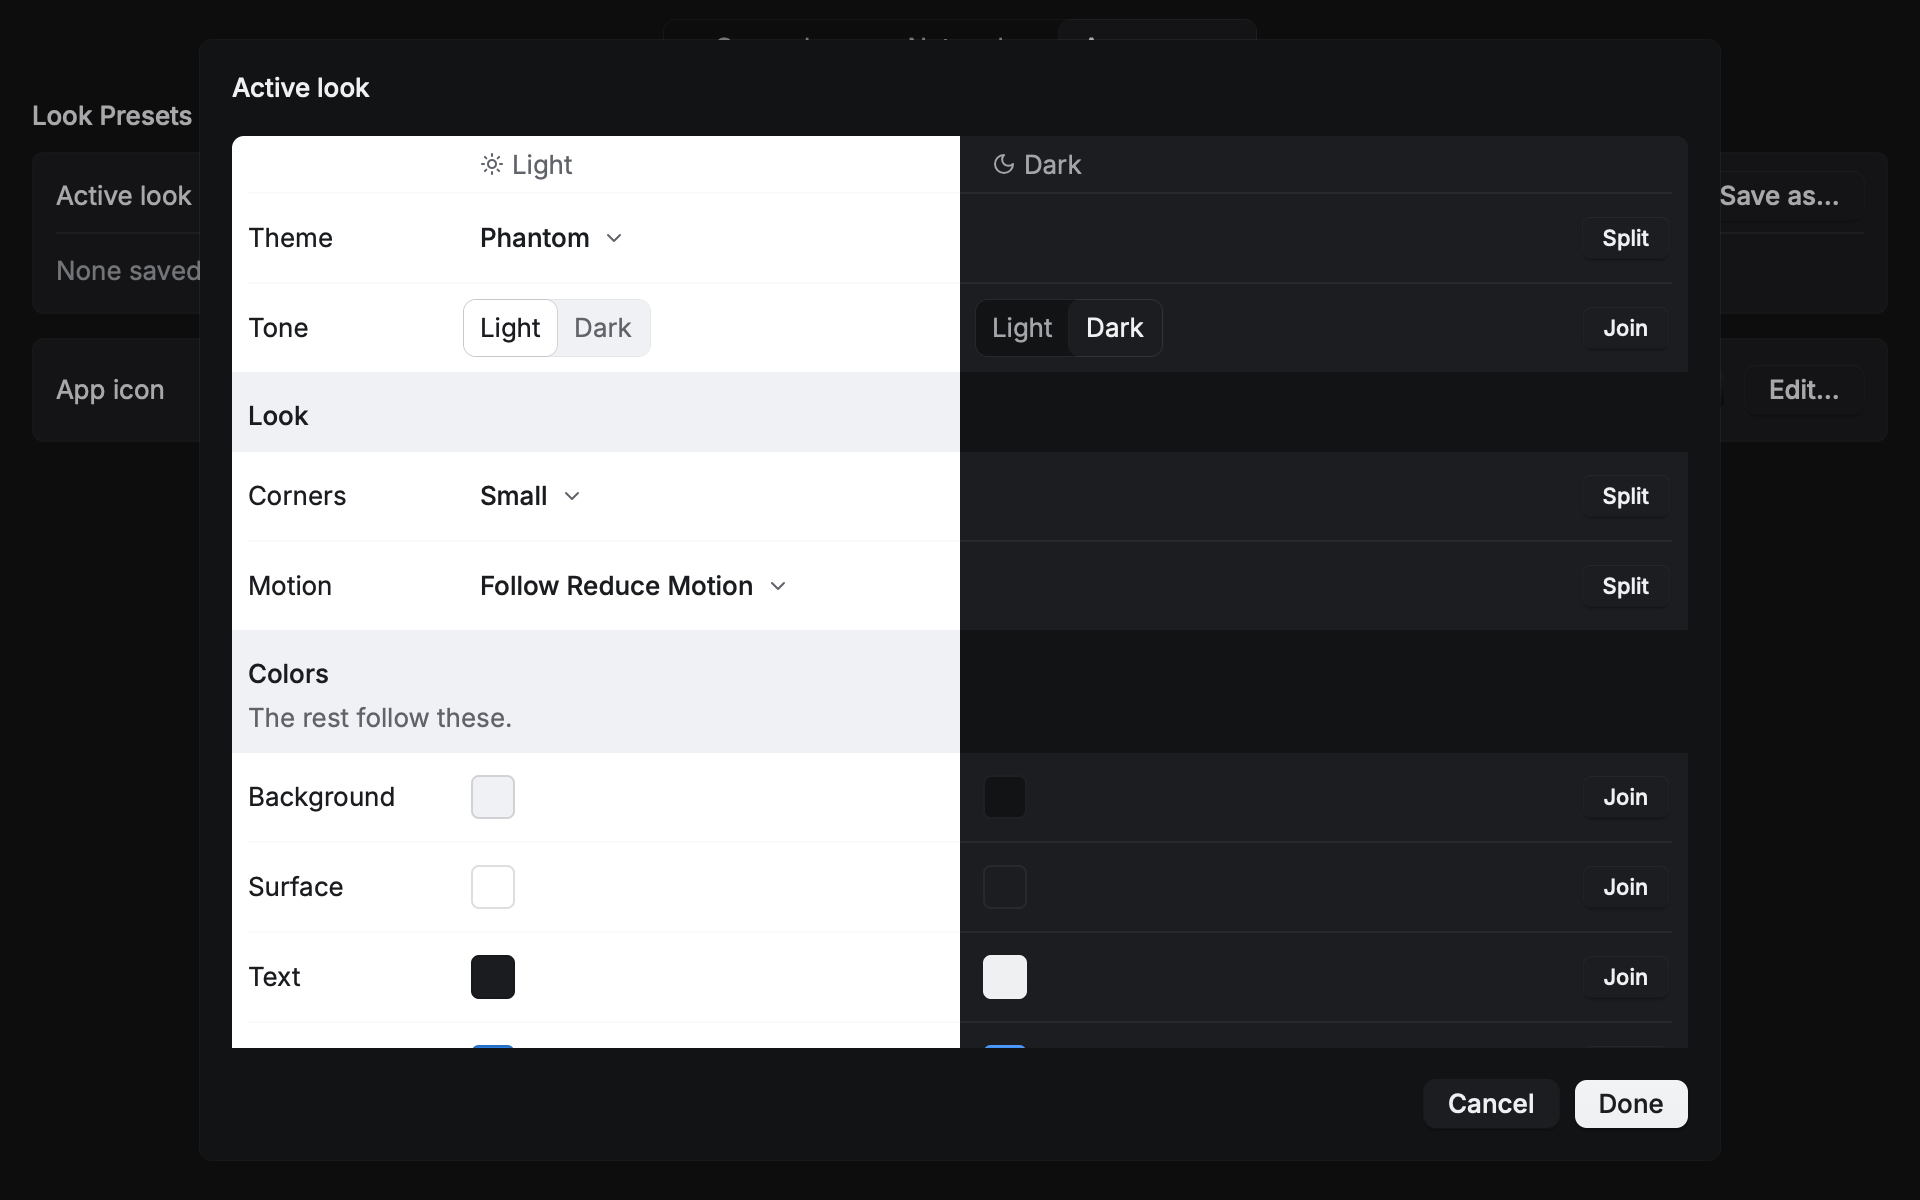 Active look
Look Presets
Light
Dark
Active look
Save as...
Theme
Phantom
Split
None saved
Tone
Light
Dark
Light
Dark
Join
App icon
Edit...
Look
Corners
Small
Split
Motion
Follow Reduce Motion
Split
Colors
The rest follow these.
Background
Join
Surface
Join
Text
Join
Cancel
Done